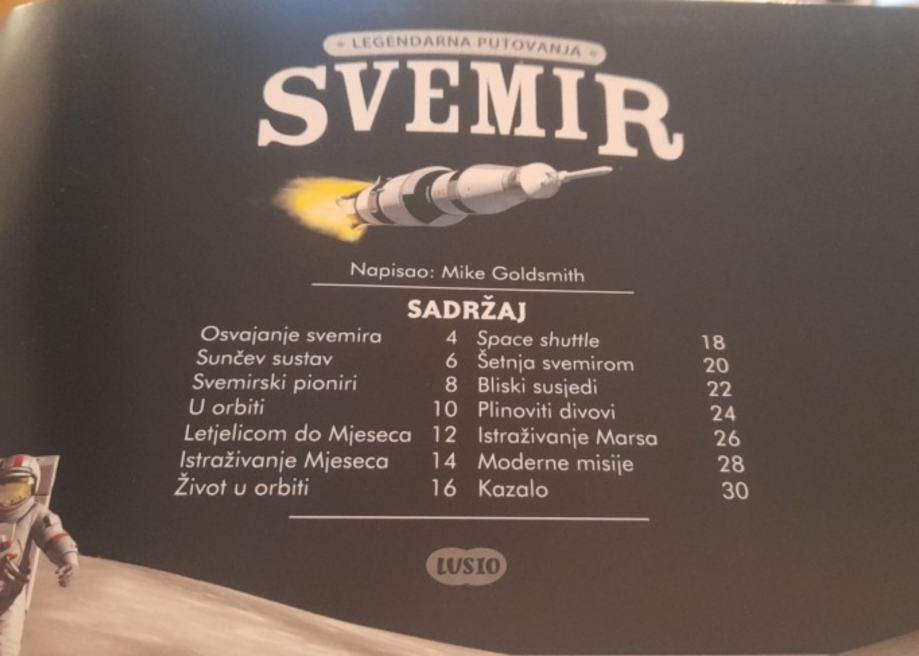 LEGENDARNA PUTOVANJA
SVEMIR
Napisao: Mike Goldsmith
SADRŽAJ
Osvajanje svemira 4
Sunčev sustav 6
Svemirski pioniri 8
U orbiti 10
Letjelicom do Mjeseca 12
Istraživanje Mjeseca 14
Život u orbiti 16
Space shuttle 18
Šetnja svemirom 20
Bliski susjedi 22
Plinoviti divovi 24
Istraživanje Marsa 26
Moderne misije 28
Kazalo 30
LUSIO